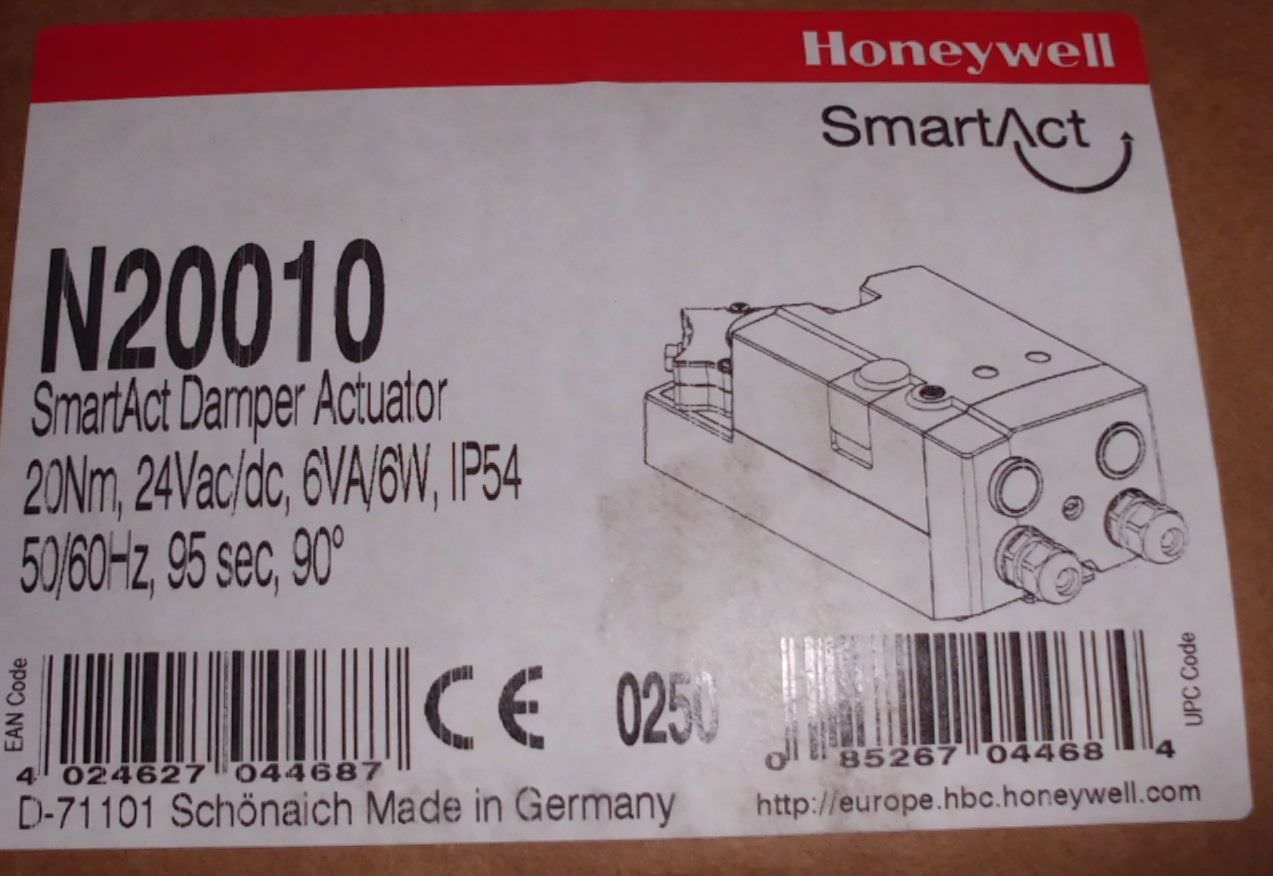 Honeywell
SmartAct
N20010
SmartAct Damper Actuator
20Nm, 24Vac/dc, 6VA/6W, IP54
50/60Hz, 95 sec, 90°
EAN Code
4 024627 044687
CE
0250
0 85267 04468 4
UPC Code
D-71101 Schönaich Made in Germany
http://europe.hbc.honeywell.com